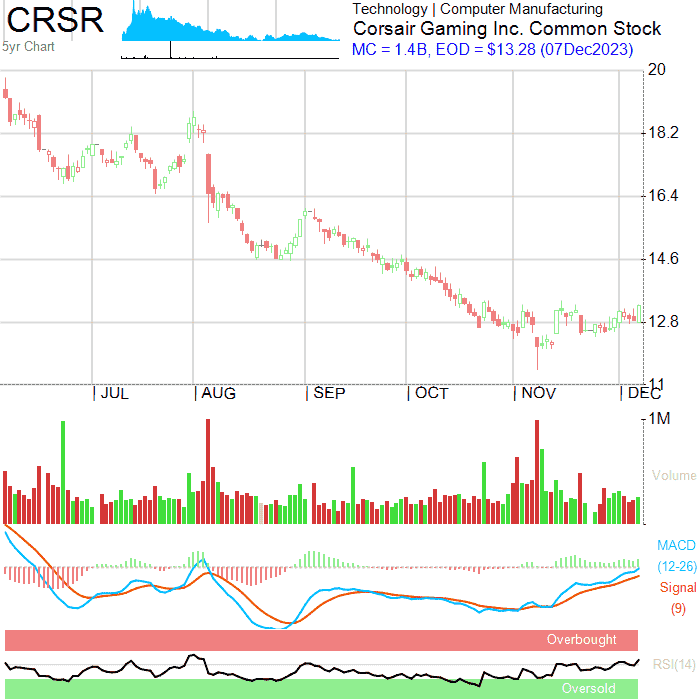 CRSR
5yr Chart
Technology | Computer Manufacturing
Corsair Gaming Inc. Common Stock
MC = 1.4B, EOD = $13.28 (07Dec2023)
20
18.2
16.4
14.6
12.8
11
JUL AUG SEP OCT NOV DEC
1M
Volume
MACD
(12-26)
Signal
(9)
Overbought
RSI(14)
Oversold